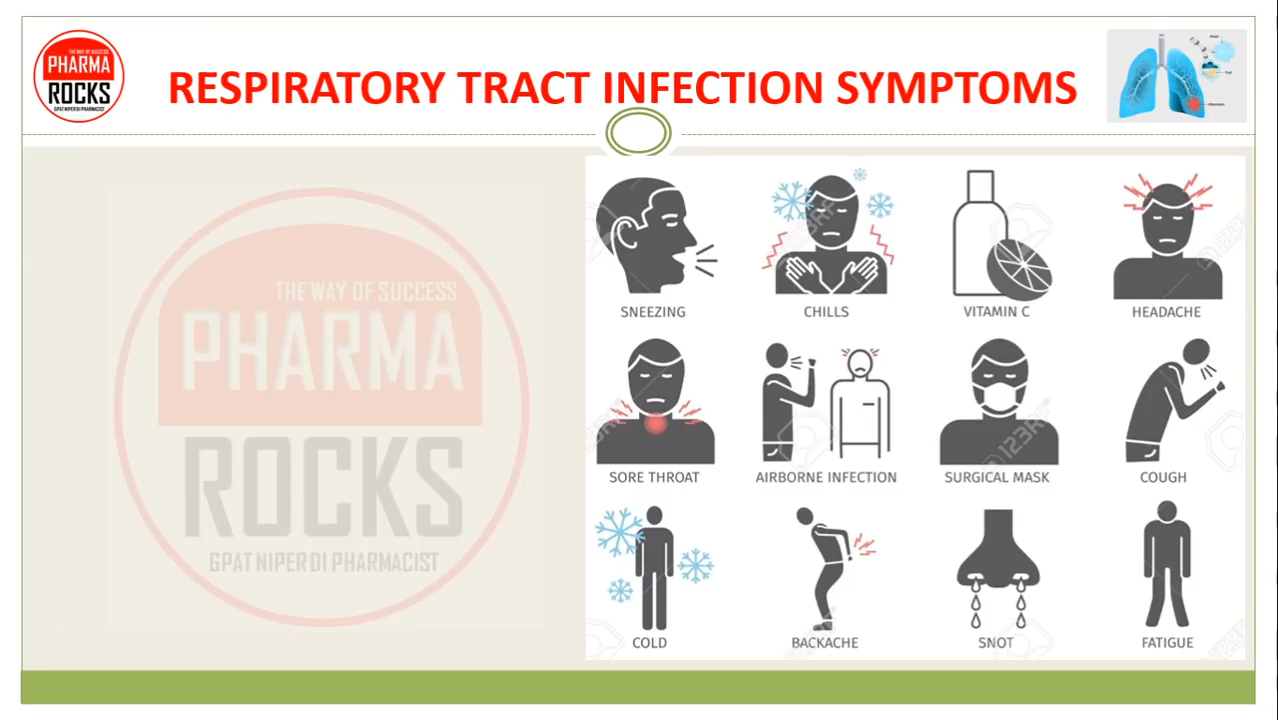 THE WAY OF SUCCESS
PHARMA
ROCKS
GPAT NIPER DI PHARMACIST
RESPIRATORY TRACT INFECTION SYMPTOMS
THE WAY OF SUCCESS
PHARMA
ROCKS
GPAT NIPER DI PHARMACIST
SNEEZING
CHILLS
VITAMIN C
HEADACHE
SORE THROAT
AIRBORNE INFECTION
SURGICAL MASK
COUGH
COLD
BACKACHE
SNOT
FATIGUE